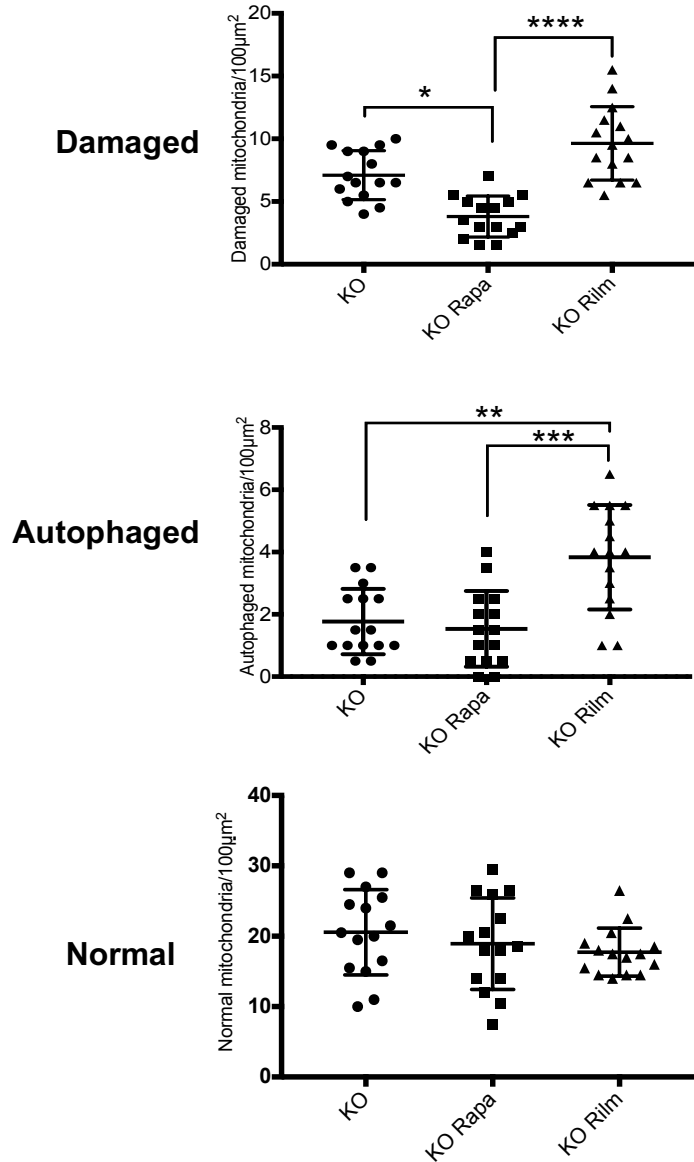 Damaged
Damaged mitochondria/100µm²
20
15
10
5
0
*
****
KO
KO Rapa
KO Rilm
Autophaged
Autophaged mitochondria/100µm²
8
6
4
2
0
**
***
KO
KO Rapa
KO Rilm
Normal
Normal mitochondria/100µm²
40
30
20
10
0
KO
KO Rapa
KO Rilm